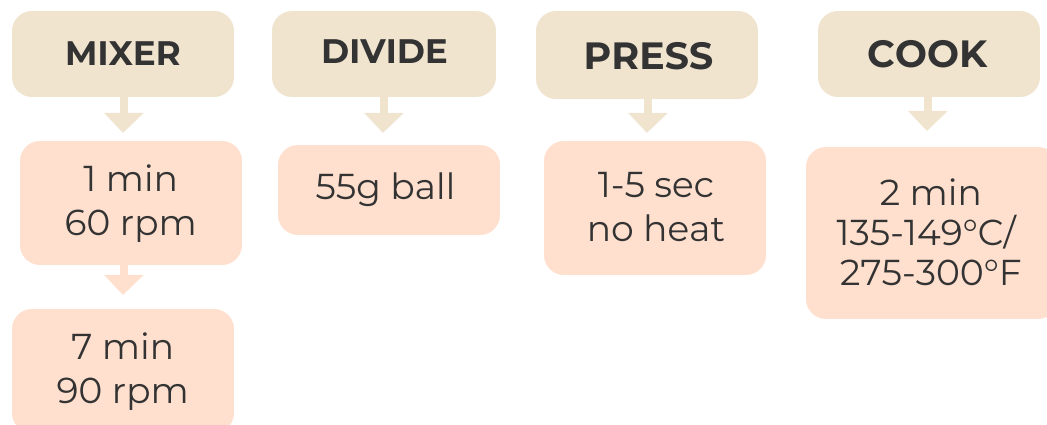 MIXER
1 min
60 rpm
7 min
90 rpm
DIVIDE
55g ball
PRESS
1-5 sec
no heat
COOK
2 min
135-149°C/
275-300°F